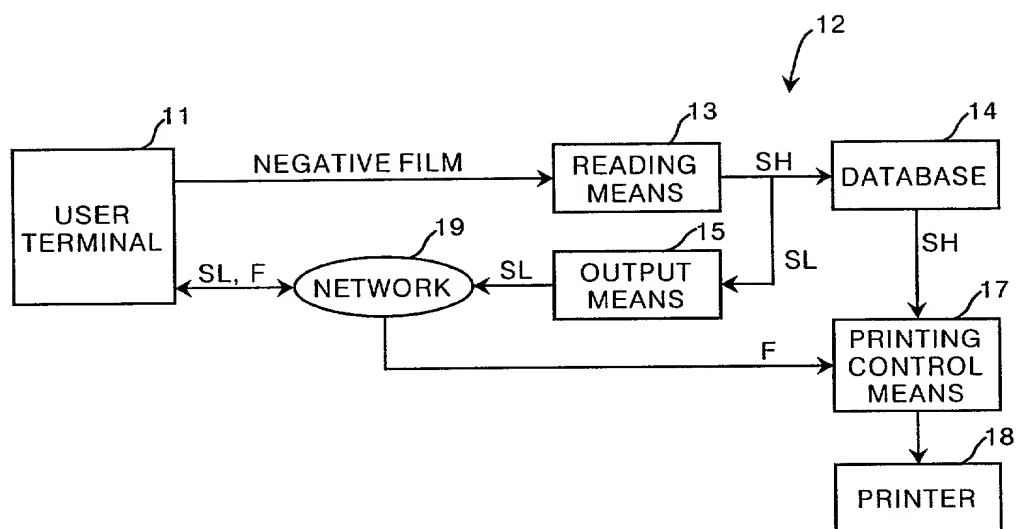 12
11
13
14
NEGATIVE FILM
READING
MEANS
SH
DATABASE
USER
TERMINAL
19
15
SH
SL, F
NETWORK
SL
OUTPUT
MEANS
SL
17
F
PRINTING
CONTROL
MEANS
18
PRINTER